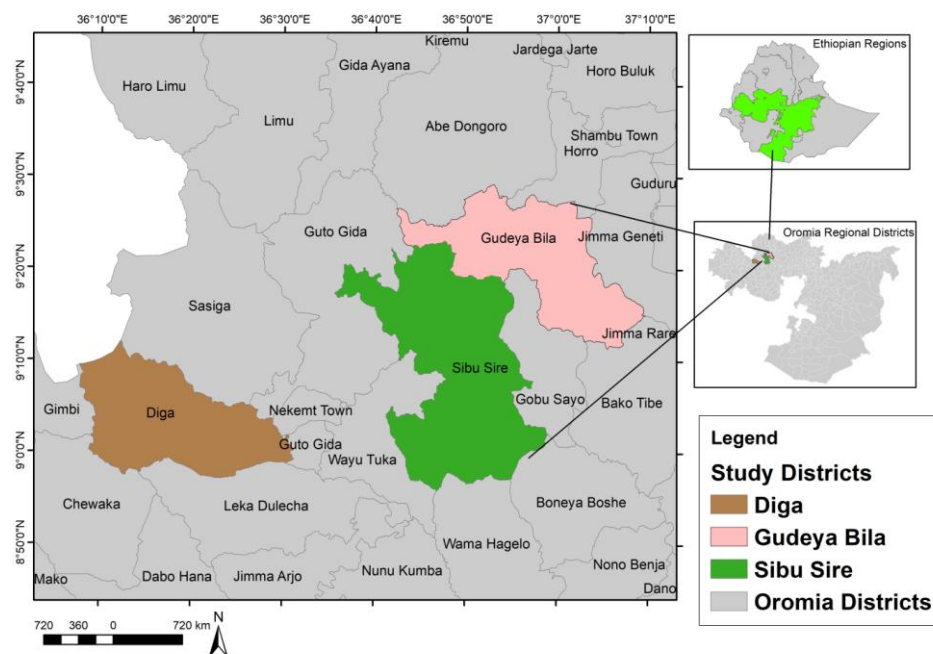 36°10'0"E 36°20'0"E 36°30'0"E 36°40'0"E 36°50'0"E 37°0'0"E 37°10'0"E
9°40'0"N
9°30'0"N
9°20'0"N
9°10'0"N
9°0'0"N
8°50'0"N
Kiremu
Jardega Jarte
Gida Ayana
Horo Buluk
Haro Limu
Limu
Abe Dongoro
Shambu Town
Horro
Guduru
Guto Gida
Gudeya Bila
Jimma Geneti
Sasiga
Jimma Rare
Sibu Sire
Gimbi
Diga
Nekemt Town
Gobu Sayo
Bako Tibe
Guto Gida
Wayu Tuka
Chewaka
Leka Dulecha
Boneya Boshe
Wama Hagelo
Nono Benja
Mako
Dabo Hana
Jimma Arjo
Nunu Kumba
Dano
720 360 0 720 km
N
Ethiopian Regions
Oromia Regional Districts
Legend
Study Districts
Diga
Gudeya Bila
Sibu Sire
Oromia Districts